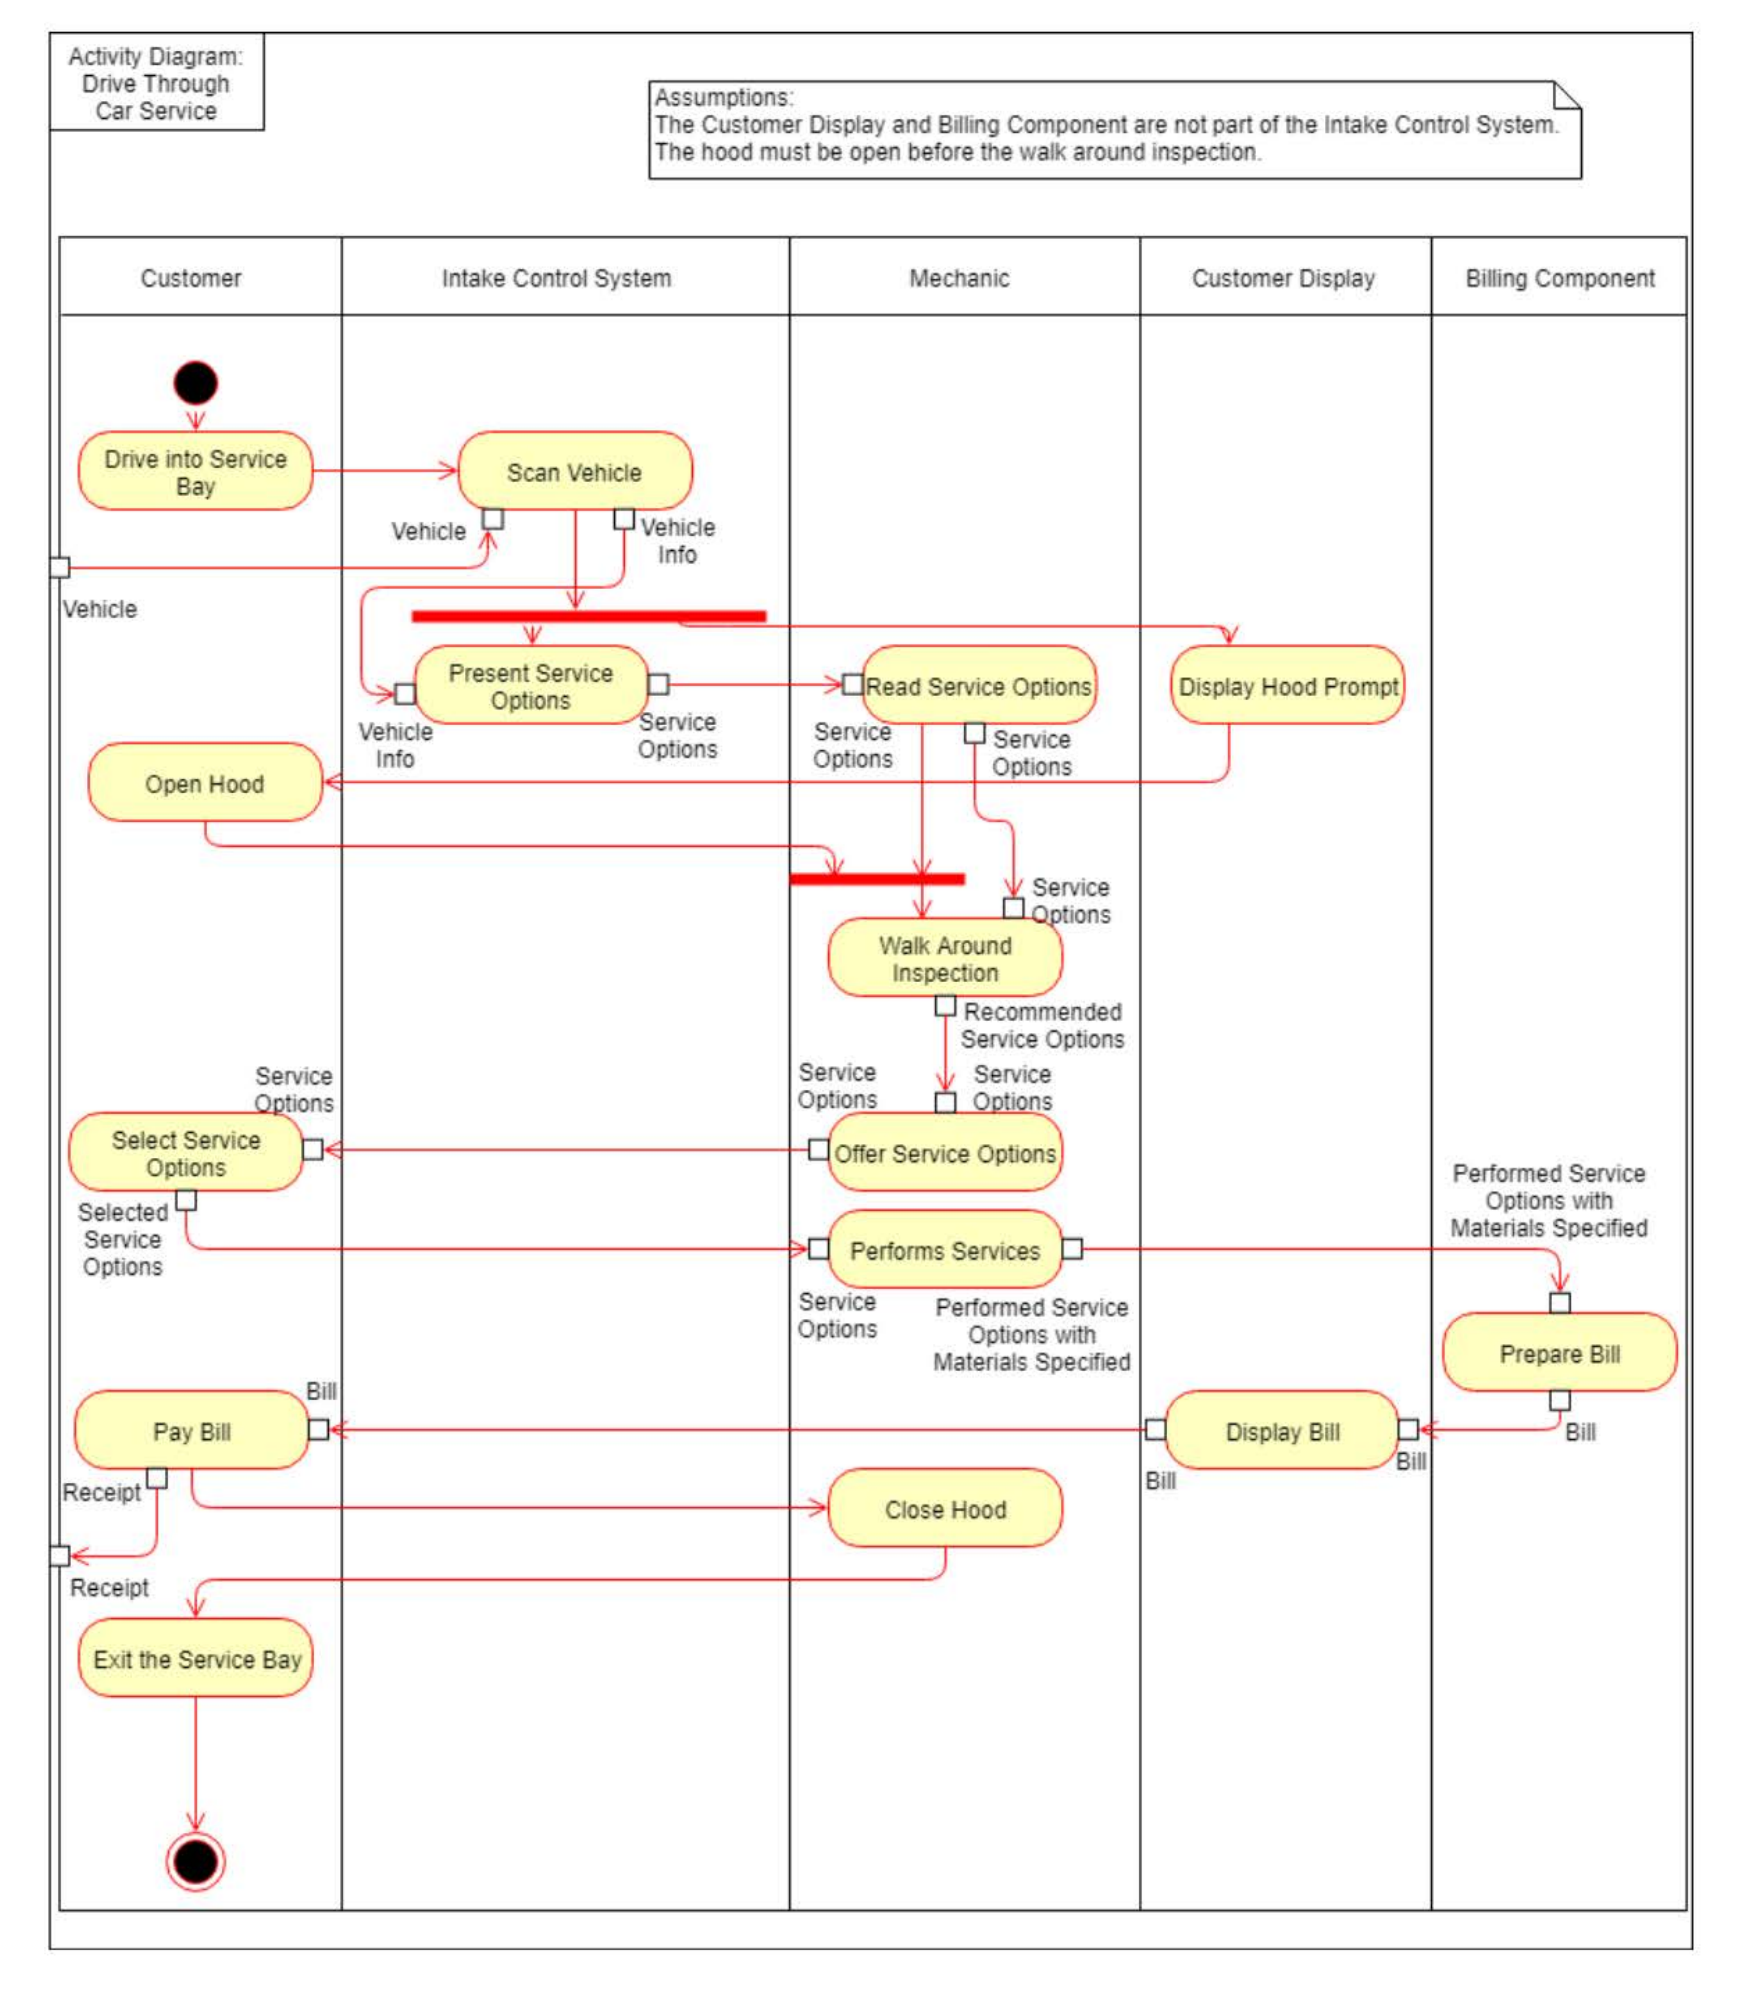 Activity Diagram:
Drive Through
Car Service
Assumptions:
The Customer Display and Billing Component are not part of the Intake Control System.
The hood must be open before the walk around inspection.
Customer
Intake Control System
Mechanic
Customer Display
Billing Component
Drive into Service
Bay
Scan Vehicle
Vehicle
Vehicle
Info
Vehicle
Present Service
Options
Read Service Options
Display Hood Prompt
Vehicle
Info
Service
Options
Service
Options
Service
Options
Open Hood
Service
Options
Walk Around
Inspection
Recommended
Service Options
Service
Options
Service
Options
Service
Options
Select Service
Options
Offer Service Options
Selected
Service
Options
Performs Services
Performed Service
Options with
Materials Specified
Service
Options
Performed Service
Options with
Materials Specified
Prepare Bill
Bill
Pay Bill
Display Bill
Bill
Bill
Bill
Receipt
Close Hood
Receipt
Exit the Service Bay